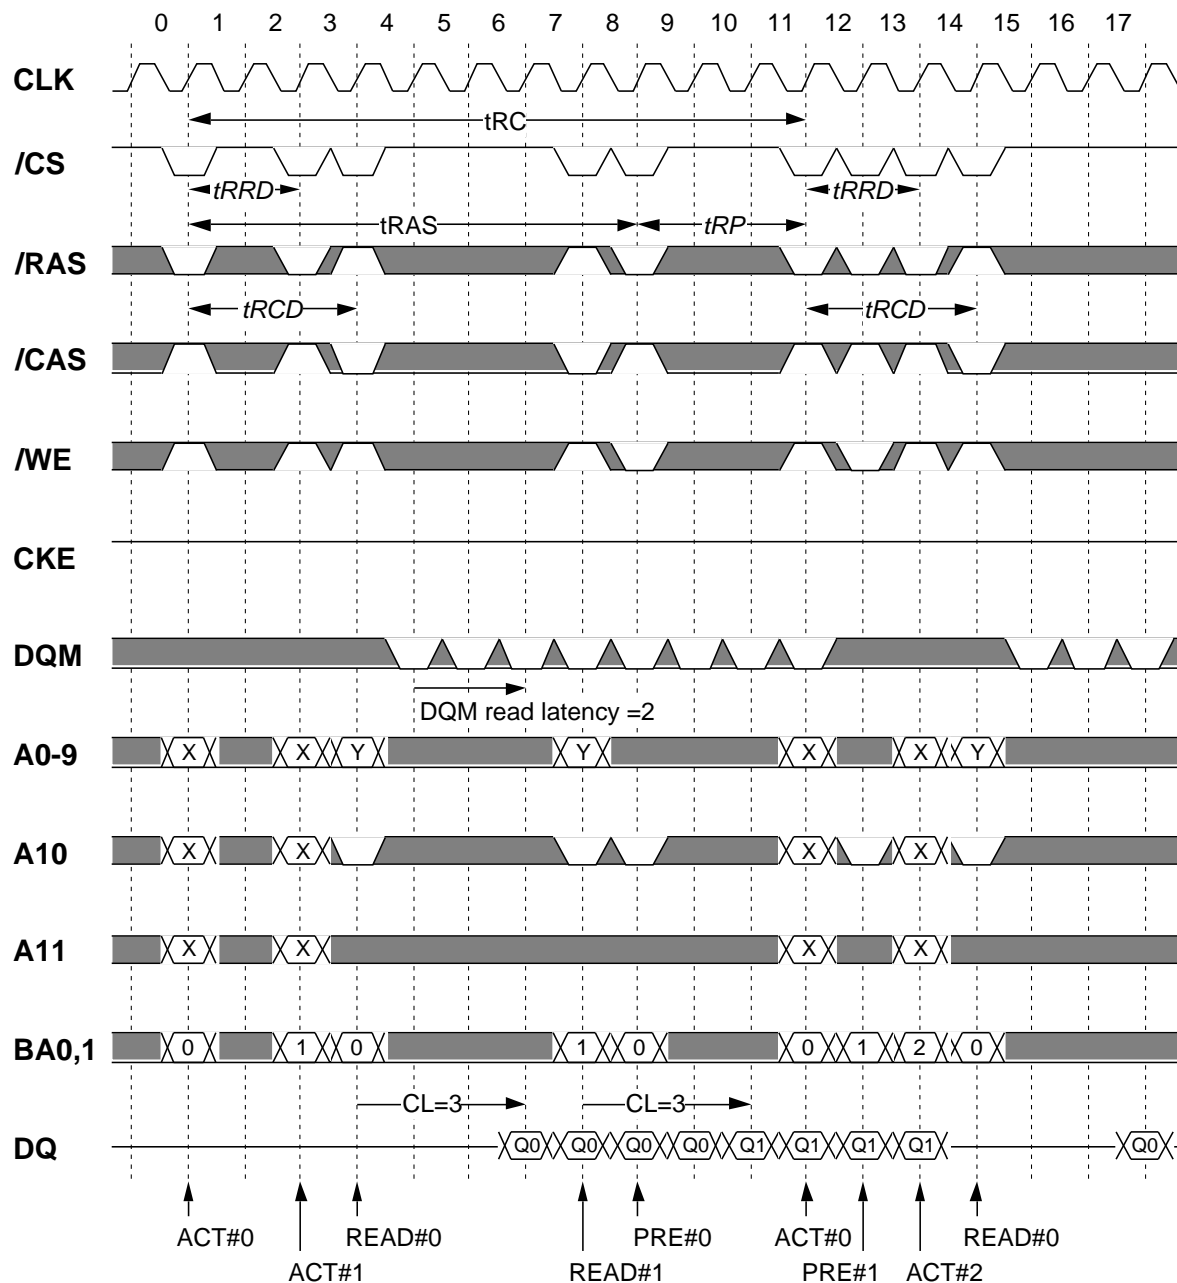 0 1 2 3 4 5 6 7 8 9 10 11 12 13 14 15 16 17
CLK
tRC
/CS
tRRD tRRD
tRAS tRP
/RAS
tRCD tRCD
/CAS
/WE
CKE
DQM
DQM read latency =2
A0-9 X X Y Y X X Y
A10 X X X X
A11 X X X X
BA0,1 0 1 0 1 0 0 1 2 0
CL=3 CL=3
DQ Q0 Q0 Q0 Q0 Q1 Q1 Q1 Q1 Q0
ACT#0 READ#0 PRE#0 ACT#0 READ#0
ACT#1 READ#1 PRE#1 ACT#2